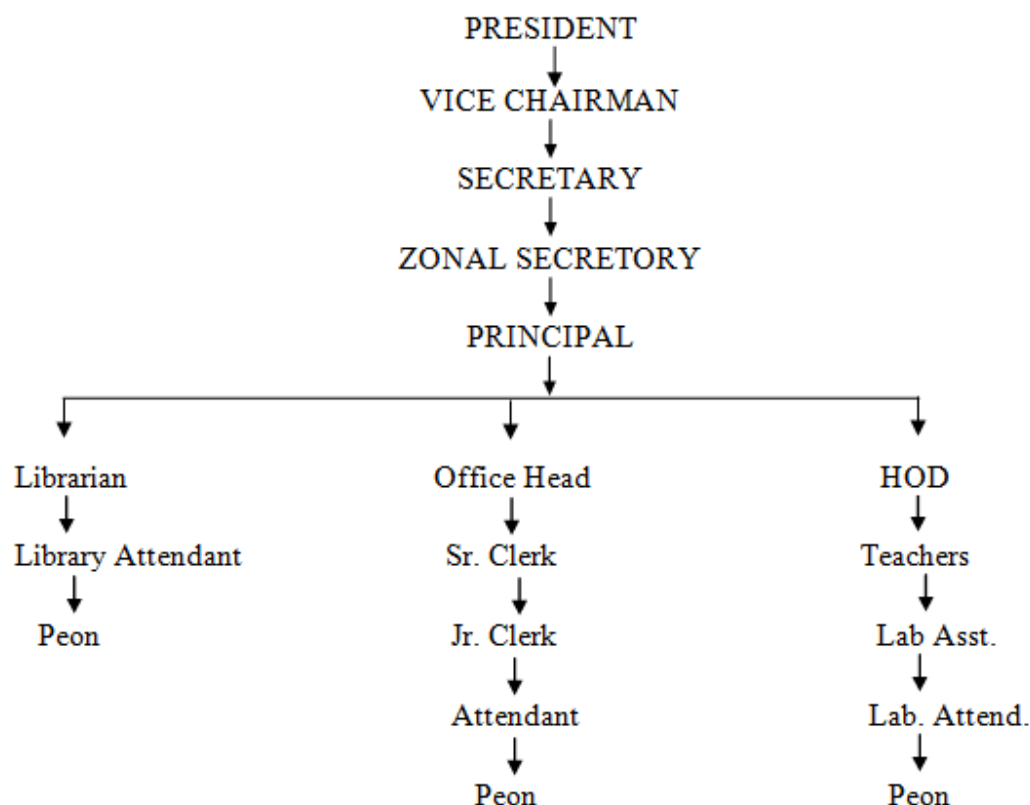 PRESIDENT
VICE CHAIRMAN
SECRETARY
ZONAL SECRETORY
PRINCIPAL
Librarian Office Head HOD
Library Attendant Sr. Clerk Teachers
Peon Jr. Clerk Lab Asst.
Attendant Lab. Attend.
Peon Peon